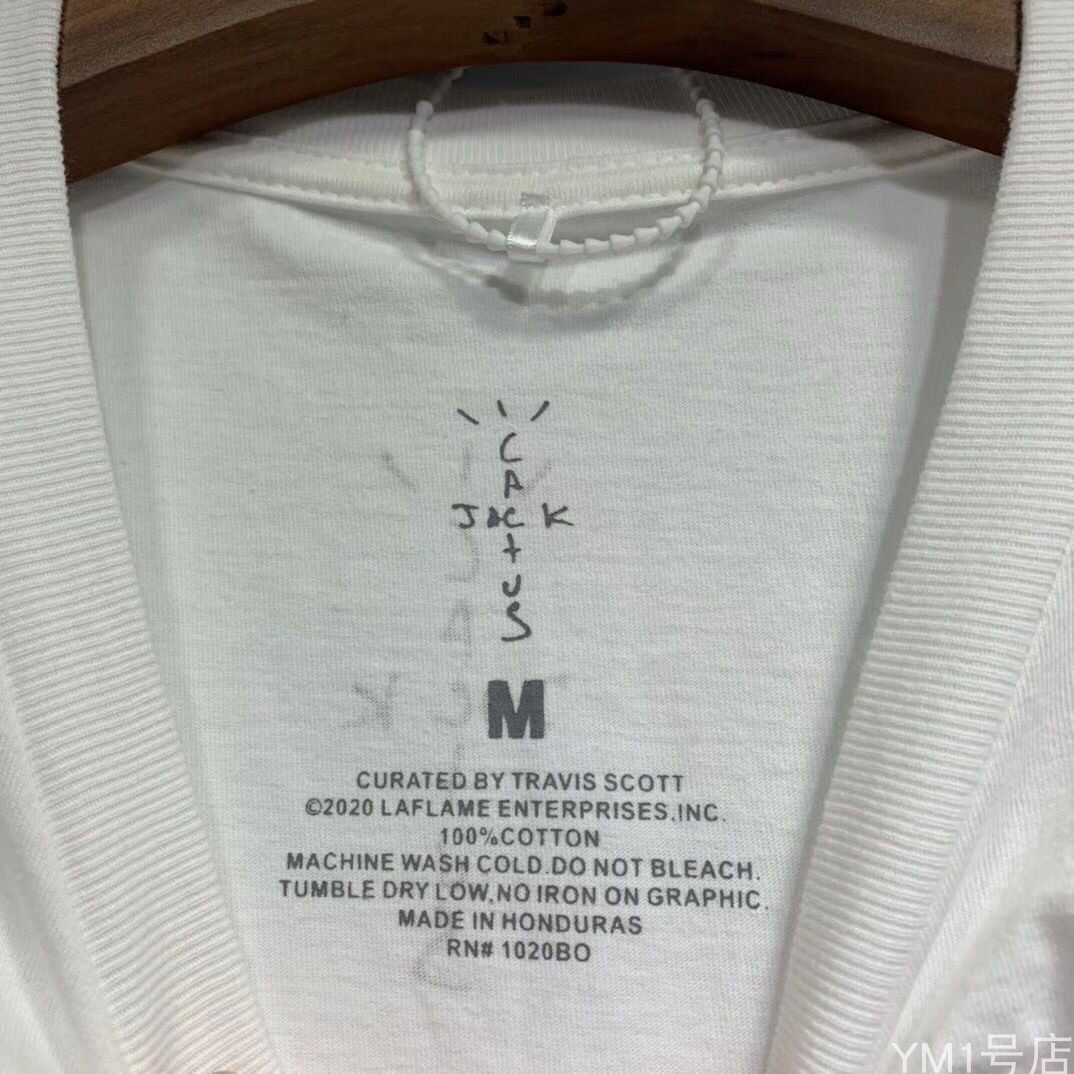 CACTUS
JACK
M
CURATED BY TRAVIS SCOTT
©2020 LAFLAME ENTERPRISES,INC.
100%COTTON
MACHINE WASH COLD.DO NOT BLEACH.
TUMBLE DRY LOW,NO IRON ON GRAPHIC.
MADE IN HONDURAS
RN# 1020BO
YM1号店